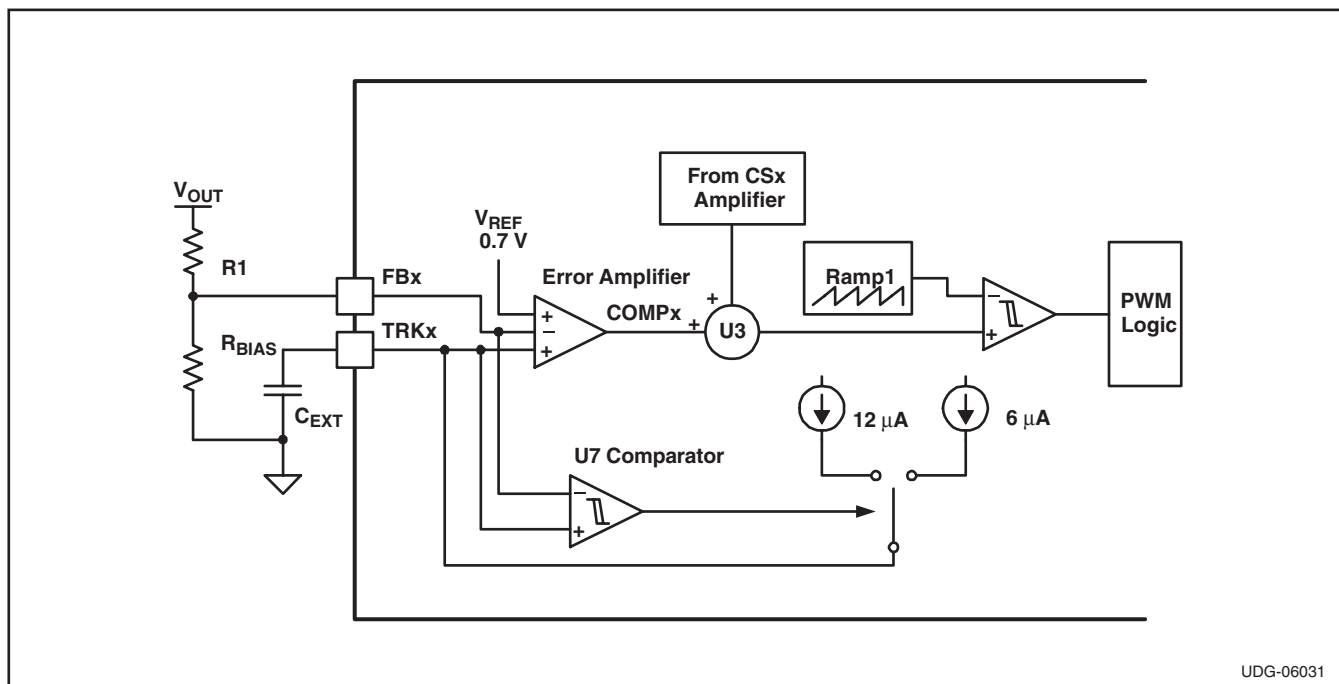 From CSx
Amplifier
VOUT
VREF
0.7 V
R1
FBx
Error Amplifier
Ramp1
PWM
Logic
COMPx
+
+
U3
+
−
+
−
+
TRKx
RBIAS
CEXT
12 μA
6 μA
U7 Comparator
−
+
UDG-06031